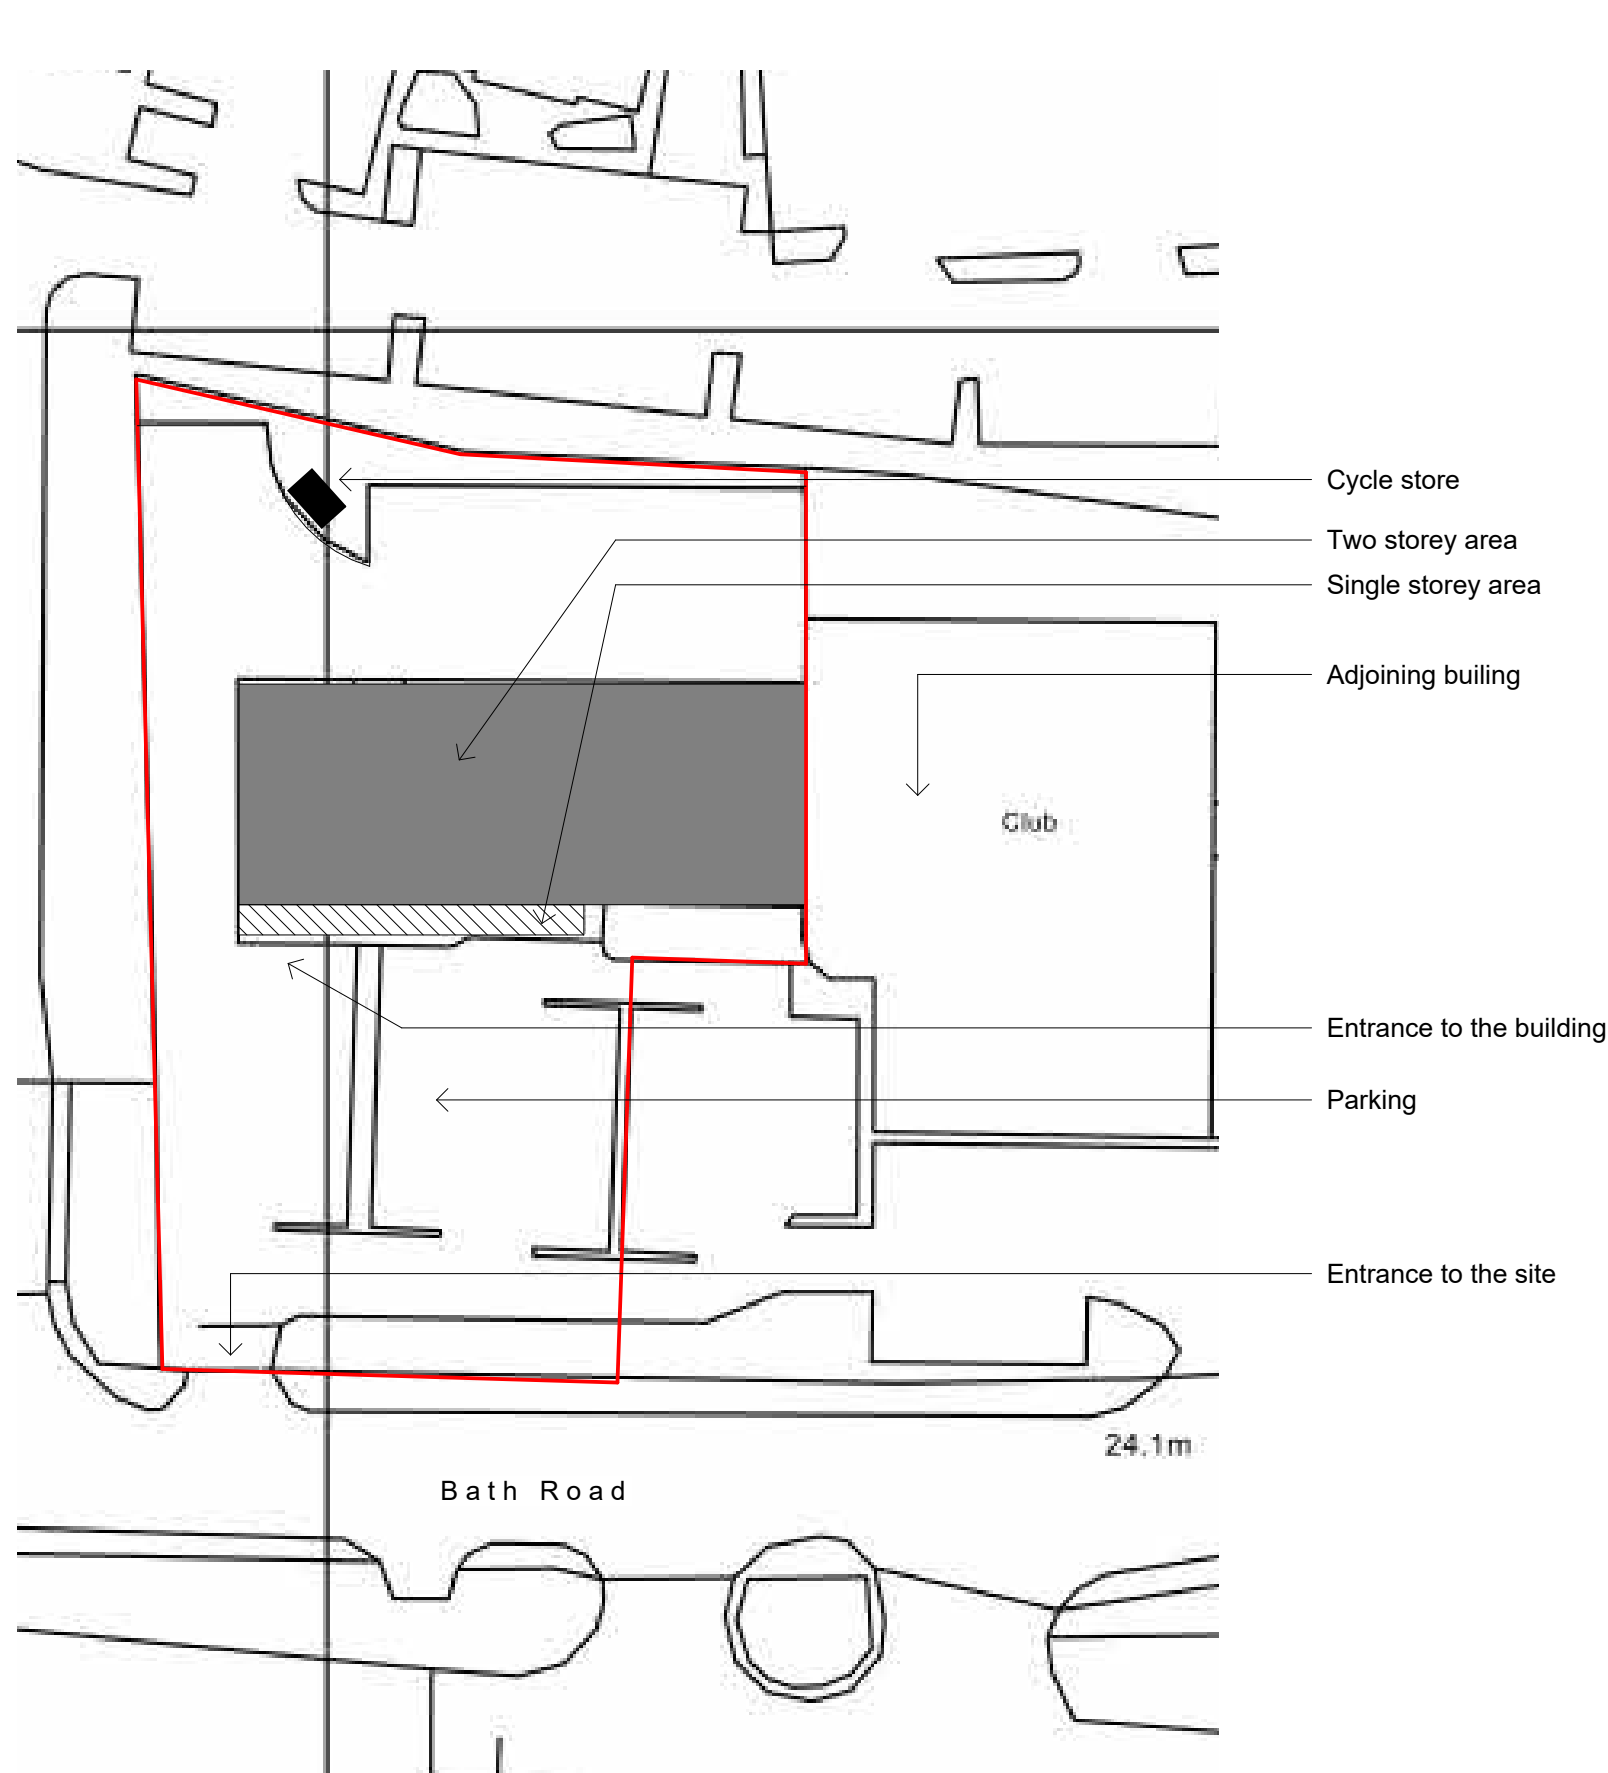 Cycle store
Two storey area
Single storey area
Adjoining builing
Club
Entrance to the building
Parking
Entrance to the site
24.1m
Bath Road